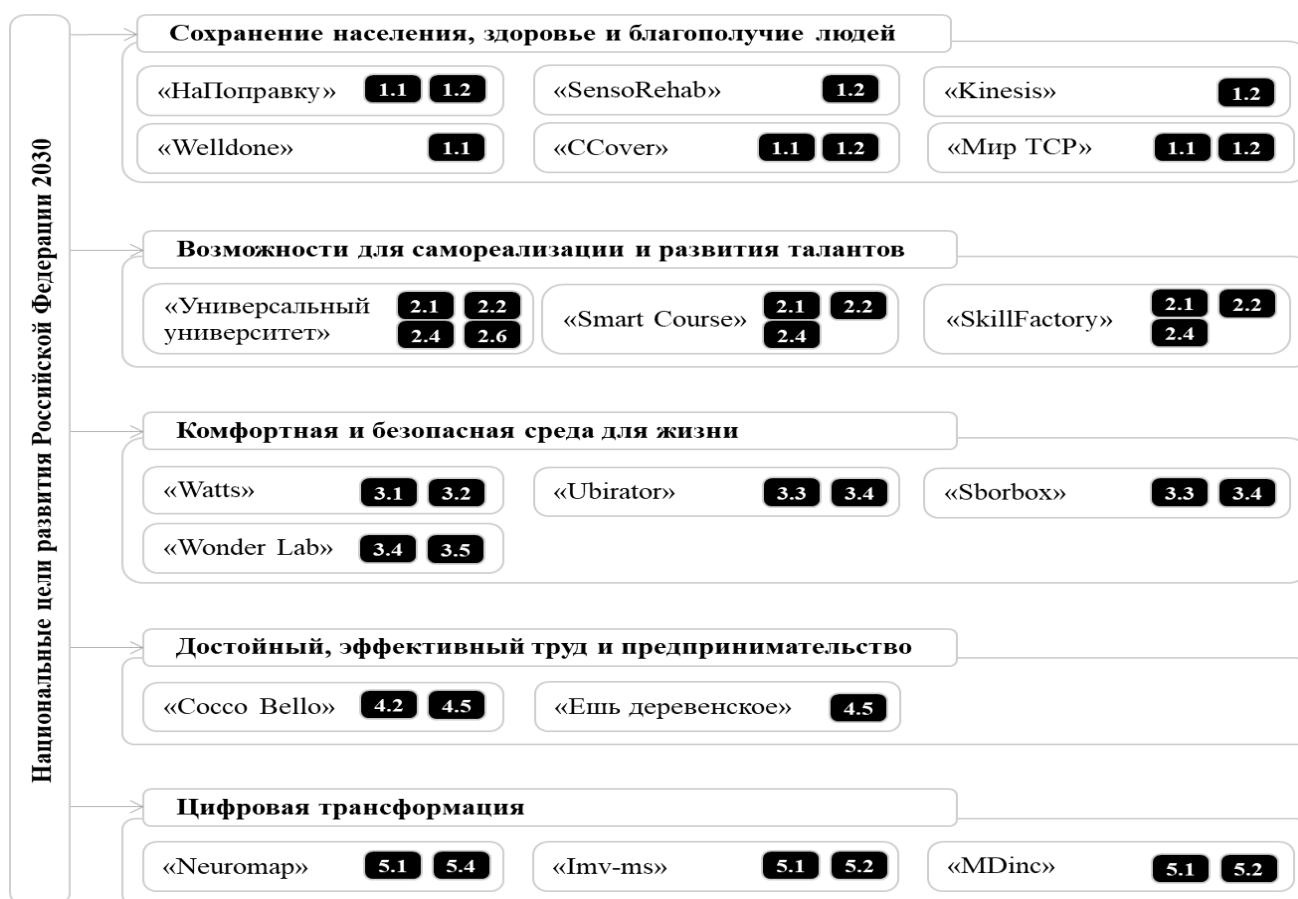 Национальные цели развития Российской Федерации 2030
Сохранение населения, здоровье и благополучие людей
«НаПоправку» 1.1 1.2
«SensoRehab» 1.2
«Kinesis» 1.2
«Welldone» 1.1
«CCover» 1.1 1.2
«Мир ТСР» 1.1 1.2
Возможности для самореализации и развития талантов
«Универсальный 2.1 2.2
университет» 2.4 2.6
«Smart Course» 2.1 2.2
2.4
«SkillFactory» 2.1 2.2
2.4
Комфортная и безопасная среда для жизни
«Watts» 3.1 3.2
«Ubirator» 3.3 3.4
«Sborbox» 3.3 3.4
«Wonder Lab» 3.4 3.5
Достойный, эффективный труд и предпринимательство
«Cocco Bello» 4.2 4.5
«Ешь деревенское» 4.5
Цифровая трансформация
«Neuromap» 5.1 5.4
«Imv-ms» 5.1 5.2
«MDinc» 5.1 5.2